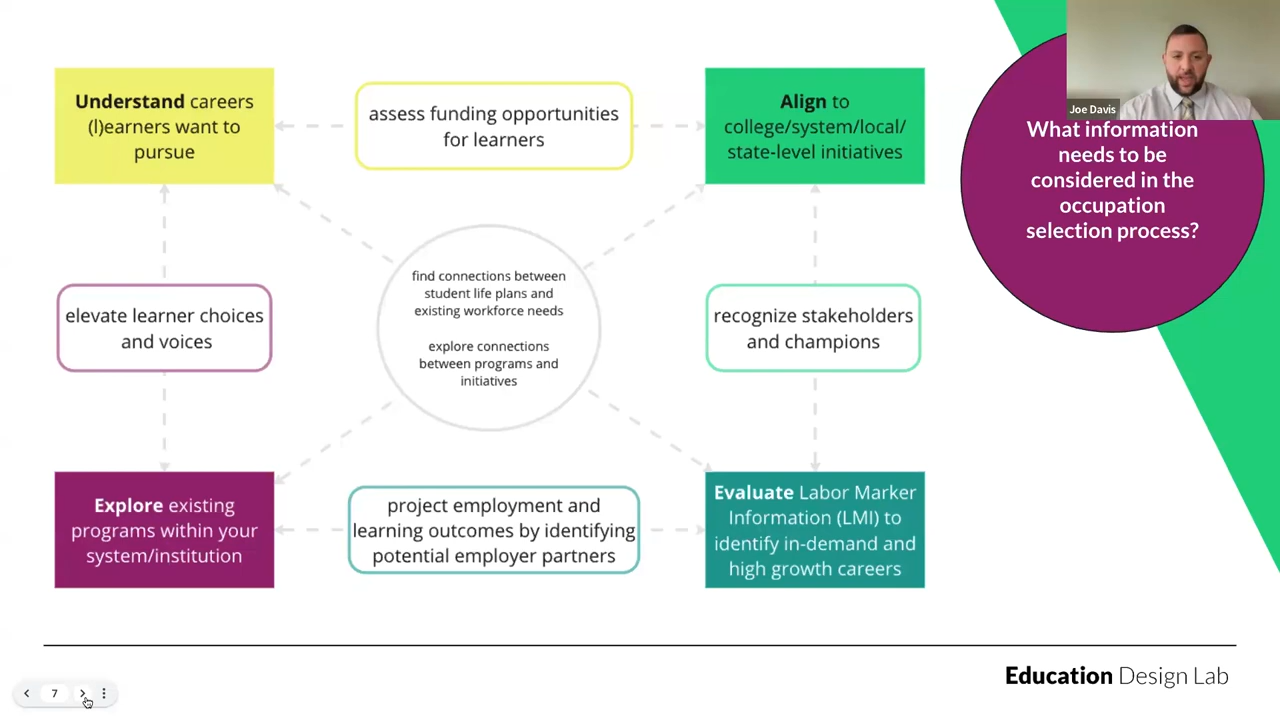 Understand careers
(l)earners want to
pursue
assess funding opportunities
for learners
Align to
college/system/local/
state-level initiatives
Joe Davis
What information
needs to be
considered in the
occupation
selection process?
elevate learner choices
and voices
find connections between
student life plans and
existing workforce needs
explore connections
between programs and
initiatives
recognize stakeholders
and champions
Explore existing
programs within your
system/institution
project employment and
learning outcomes by identifying
potential employer partners
Evaluate Labor Marker
Information (LMI) to
identify in-demand and
high growth careers
Education Design Lab
7